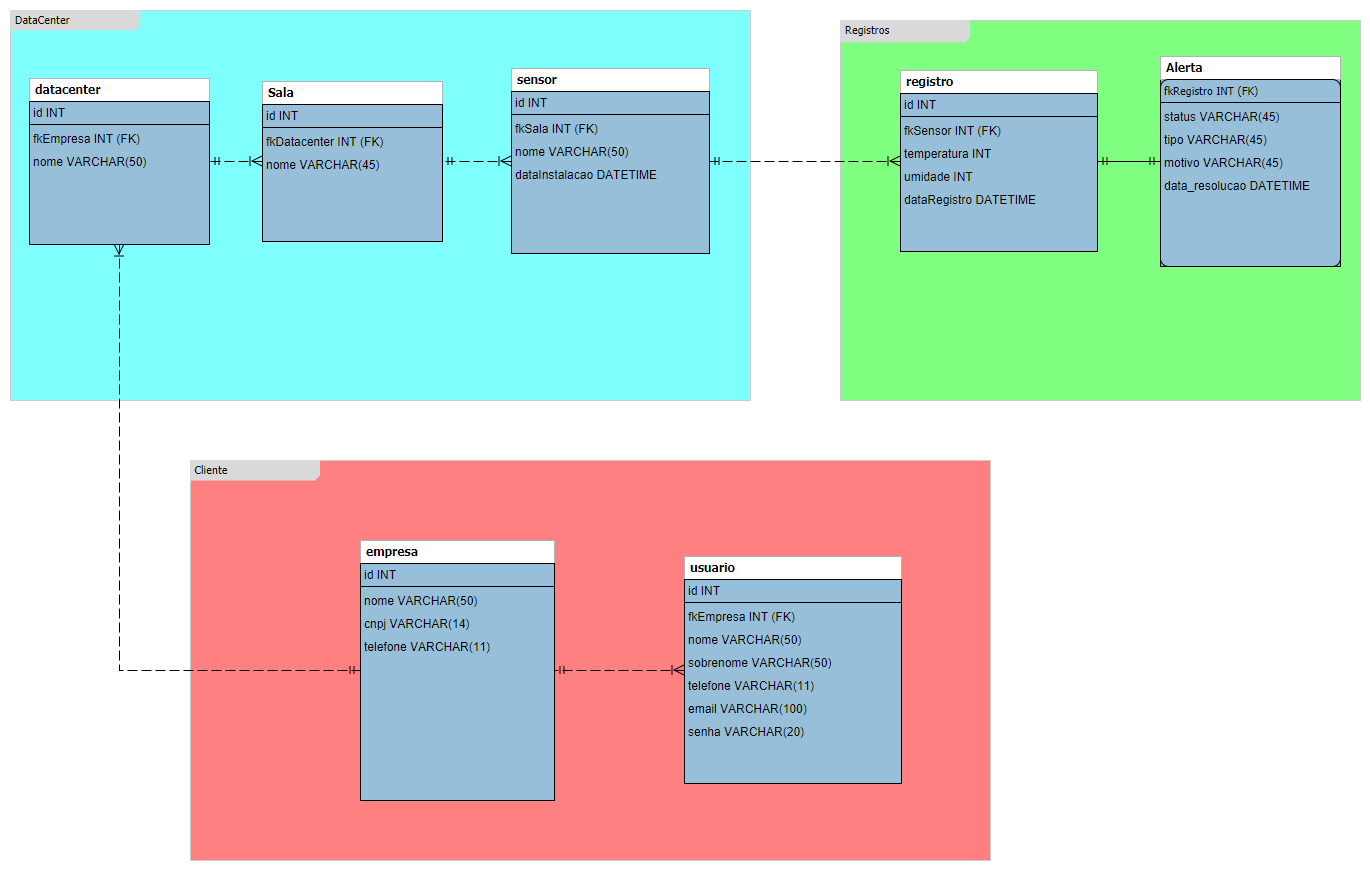 DataCenter
datacenter
id INT
fkEmpresa INT (FK)
nome VARCHAR(50)
Sala
id INT
fkDatacenter INT (FK)
nome VARCHAR(45)
sensor
id INT
fkSala INT (FK)
nome VARCHAR(50)
dataInstalacao DATETIME
Registros
registro
id INT
fkSensor INT (FK)
temperatura INT
umidade INT
dataRegistro DATETIME
Alerta
fkRegistro INT (FK)
status VARCHAR(45)
tipo VARCHAR(45)
motivo VARCHAR(45)
data_resolucao DATETIME
Cliente
empresa
id INT
nome VARCHAR(50)
cnpj VARCHAR(14)
telefone VARCHAR(11)
usuario
id INT
fkEmpresa INT (FK)
nome VARCHAR(50)
sobrenome VARCHAR(50)
telefone VARCHAR(11)
email VARCHAR(100)
senha VARCHAR(20)